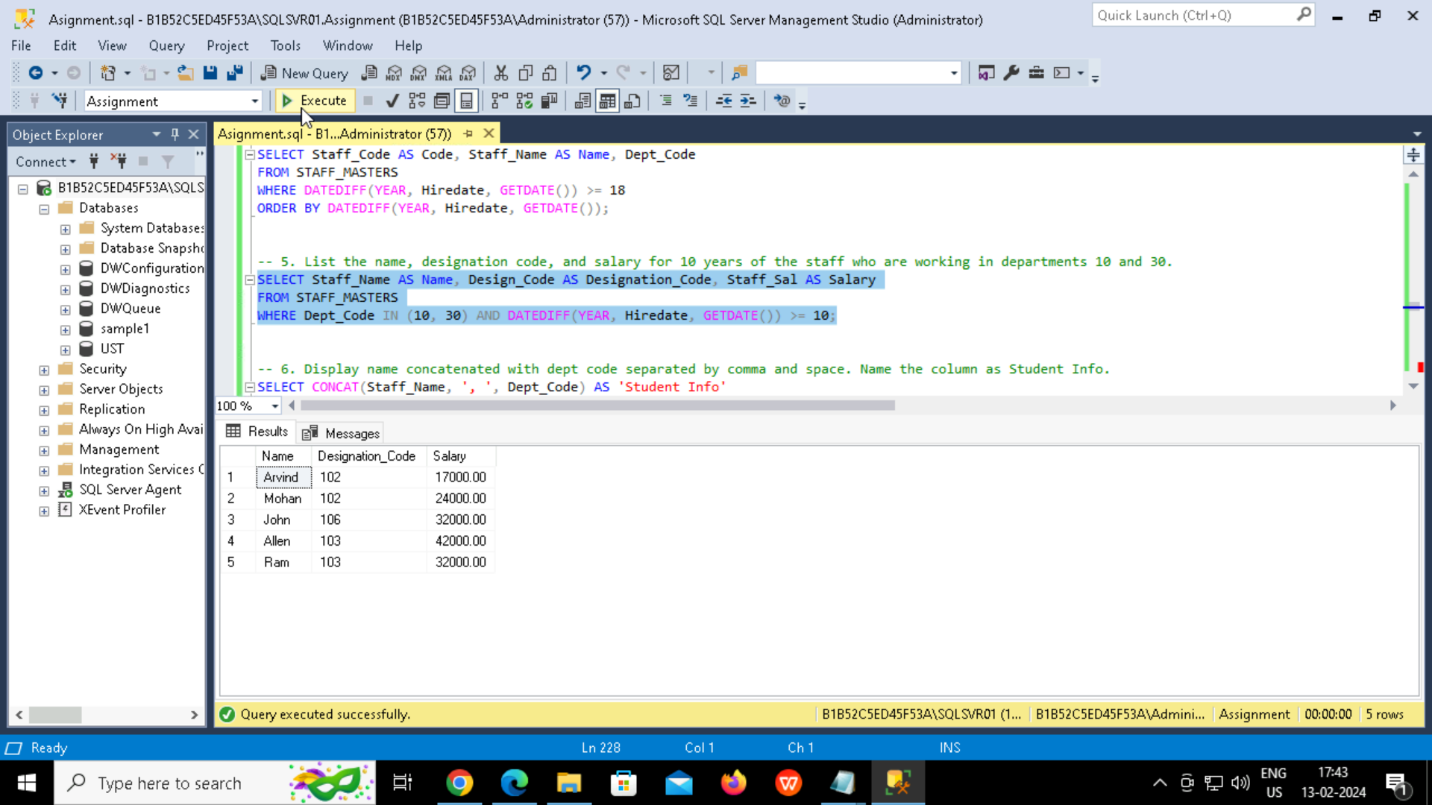 Assignment.sql - B1B52C5ED45F53A\SQLSVR01.Assignment (B1B52C5ED45F53A\Administrator (57)) - Microsoft SQL Server Management Studio (Administrator)
Quick Launch (Ctrl+Q)
File Edit View Query Project Tools Window Help
New Query
MDX DMX XMLA DAX
Assignment
Execute
Object Explorer
Connect
B1B52C5ED45F53A\SQLS
Databases
System Databases
Database Snapsho
DWConfiguration
DWDiagnostics
DWQueue
sample1
UST
Security
Server Objects
Replication
Always On High Avai
Management
Integration Services C
SQL Server Agent
XEvent Profiler
Asignment.sql - B1...Administrator (57))
SELECT Staff_Code AS Code, Staff_Name AS Name, Dept_Code
FROM STAFF_MASTERS
WHERE DATEDIFF(YEAR, Hiredate, GETDATE()) >= 18
ORDER BY DATEDIFF(YEAR, Hiredate, GETDATE());
-- 5. List the name, designation code, and salary for 10 years of the staff who are working in departments 10 and 30.
SELECT Staff_Name AS Name, Design_Code AS Designation_Code, Staff_Sal AS Salary
FROM STAFF_MASTERS
WHERE Dept_Code IN (10, 30) AND DATEDIFF(YEAR, Hiredate, GETDATE()) >= 10;
-- 6. Display name concatenated with dept code separated by comma and space. Name the column as Student Info.
SELECT CONCAT(Staff_Name, ', ', Dept_Code) AS 'Student Info'
100 %
Results Messages
Name Designation_Code Salary
1 Arvind 102 17000.00
2 Mohan 102 24000.00
3 John 106 32000.00
4 Allen 103 42000.00
5 Ram 103 32000.00
Query executed successfully.
B1B52C5ED45F53A\SQLSVR01 (1... B1B52C5ED45F53A\Admini... Assignment 00:00:00 5 rows
Ready
Ln 228 Col 1 Ch 1 INS
Type here to search
ENG
US
17:43
13-02-2024
1